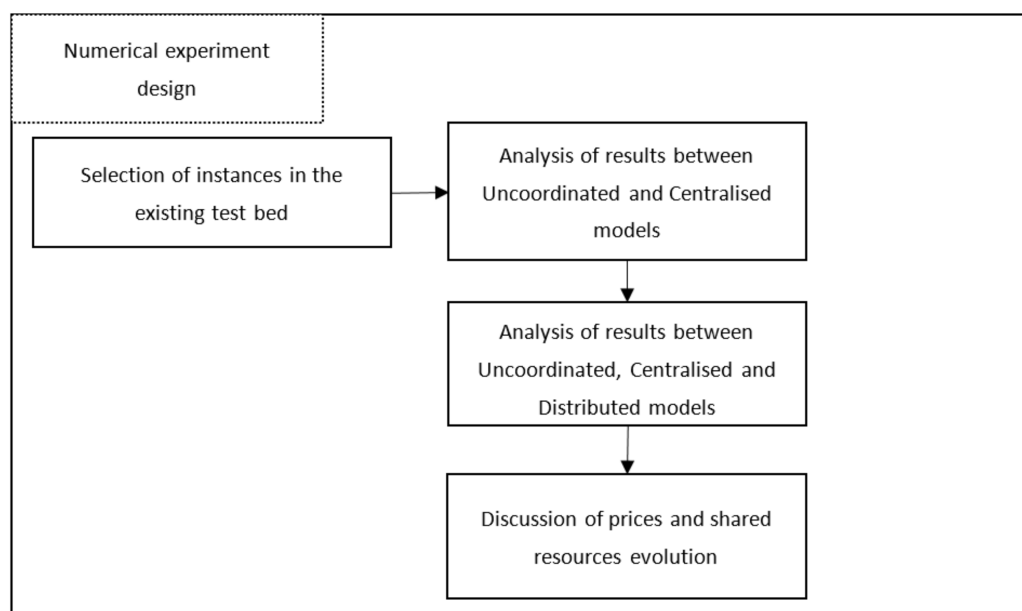 Numerical experiment
design
Selection of instances in the
existing test bed
Analysis of results between
Uncoordinated and Centralised
models
Analysis of results between
Uncoordinated, Centralised and
Distributed models
Discussion of prices and shared
resources evolution